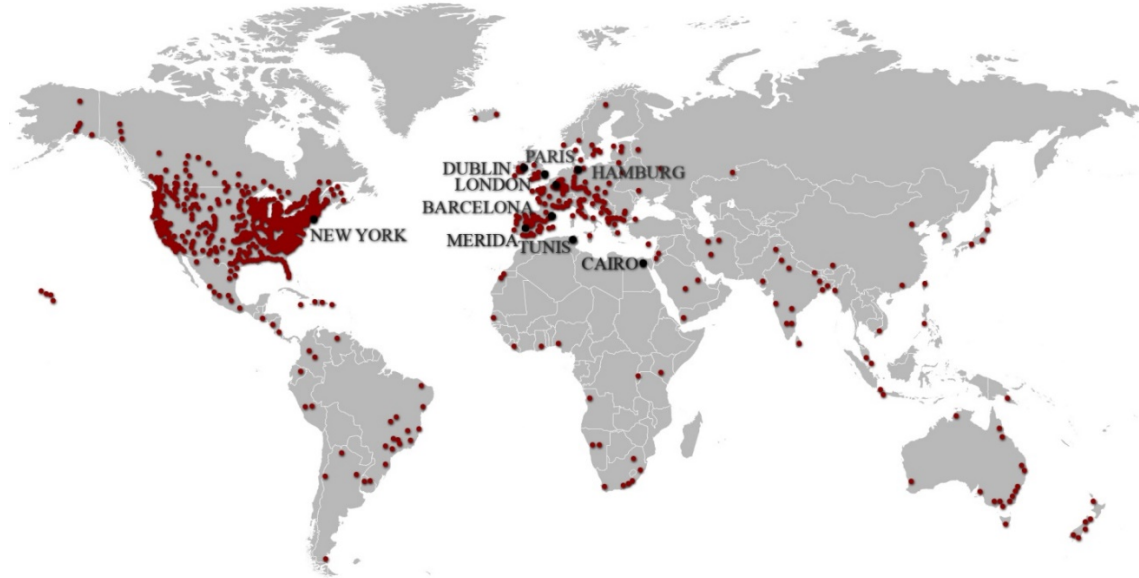 PARIS
DUBLIN
HAMBURG
LONDON
BARCELONA
NEW YORK
MERIDA
TUNIS
CAIRO